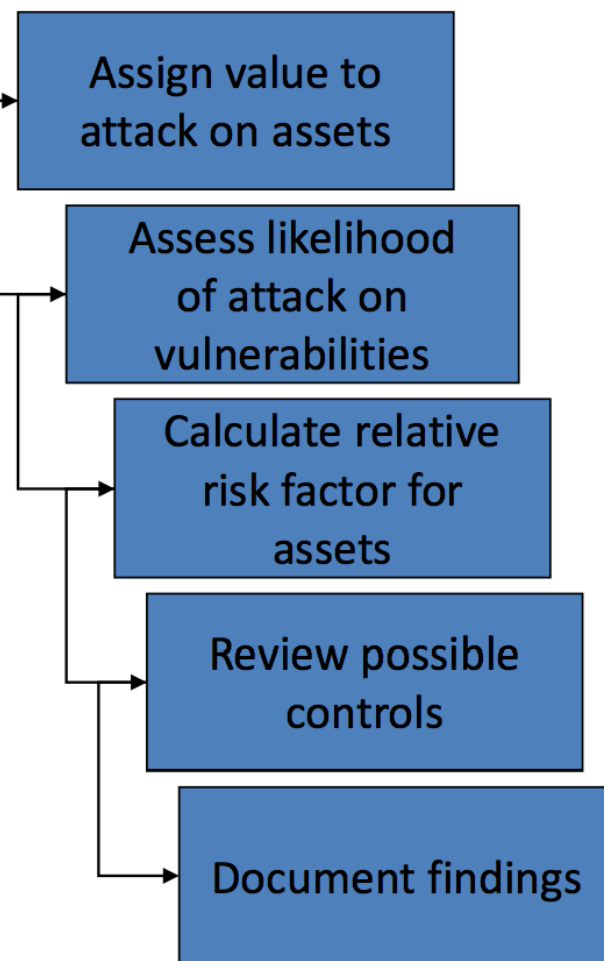 Assign value to
attack on assets
Assess likelihood
of attack on
vulnerabilities
Calculate relative
risk factor for
assets
Review possible
controls
Document findings